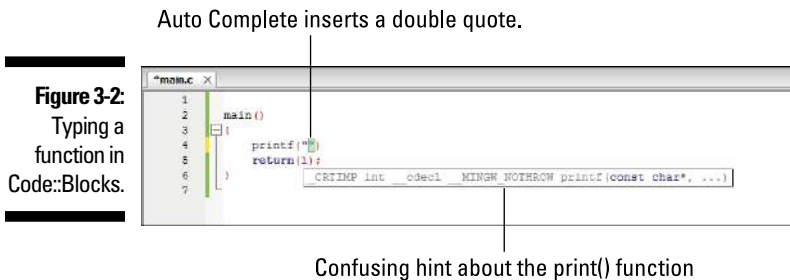 Auto Complete inserts a double quote.
Figure 3-2:
Typing a
function in
Code::Blocks.
*main.c ×
1
2 main()
3 {
4 printf("")
5 return(1);
6 }
7
_CRTIMP int __cdecl __MINGW_NOTHROW printf(const char*, ...)
Confusing hint about the print() function